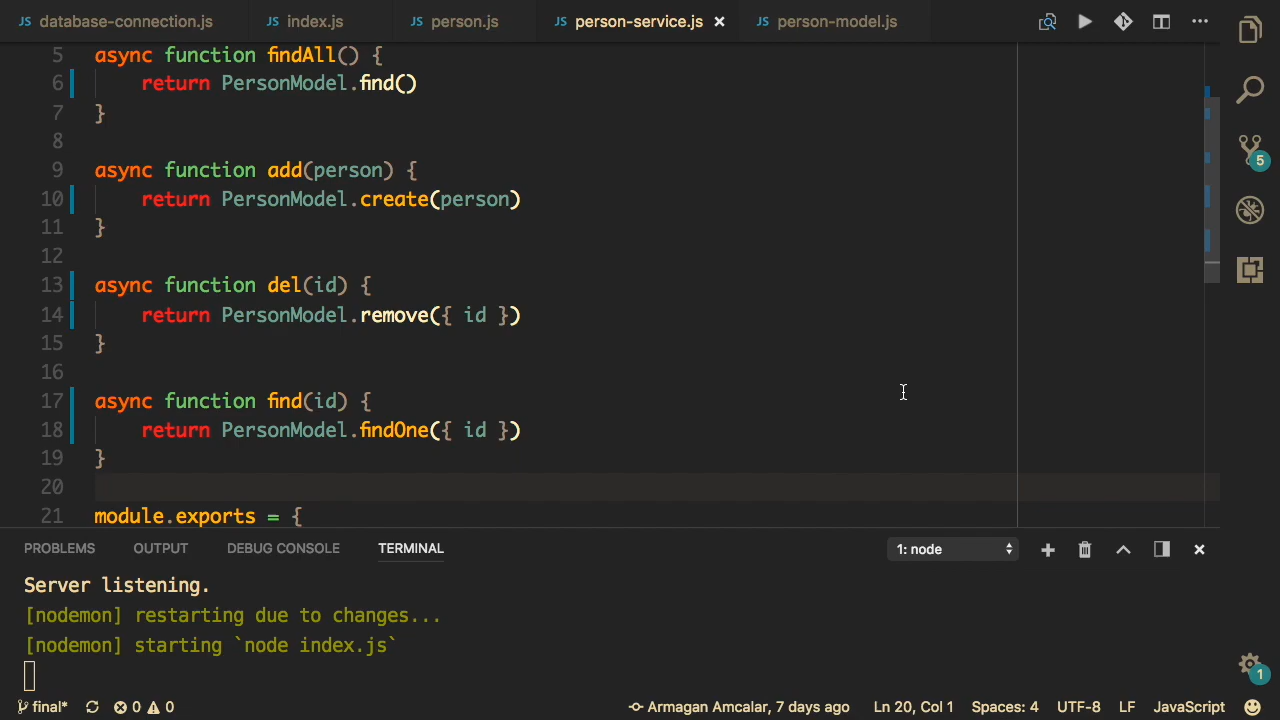 JS database-connection.js JS index.js JS person.js JS person-service.js × JS person-model.js
5 async function findAll() {
6 return PersonModel.find()
7 }
8
9 async function add(person) {
10 return PersonModel.create(person)
11 }
12
13 async function del(id) {
14 return PersonModel.remove({ id })
15 }
16
17 async function find(id) {
18 return PersonModel.findOne({ id })
19 }
20
21 module.exports = {
5
PROBLEMS OUTPUT DEBUG CONSOLE TERMINAL 1: node
Server listening.
[nodemon] restarting due to changes...
[nodemon] starting `node index.js`
1
final* 0 0 Armagan Amcalar, 7 days ago Ln 20, Col 1 Spaces: 4 UTF-8 LF JavaScript